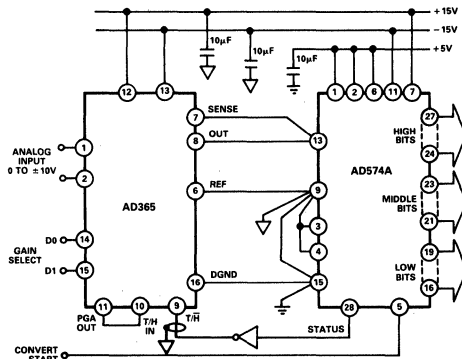 +15V
−15V
+5V
10μF
10μF
10μF
12
13
1
2
6
11
7
7
SENSE
8
OUT
13
27
HIGH
BITS
24
ANALOG
INPUT
0 TO ±10V
1
2
AD365
AD574A
6
REF
9
23
MIDDLE
BITS
21
3
4
GAIN
SELECT
D0
14
D1
15
19
LOW
BITS
16
16
DGND
15
11
10
9
28
5
PGA
OUT
T/H
IN
T/H̅
STATUS
CONVERT
START